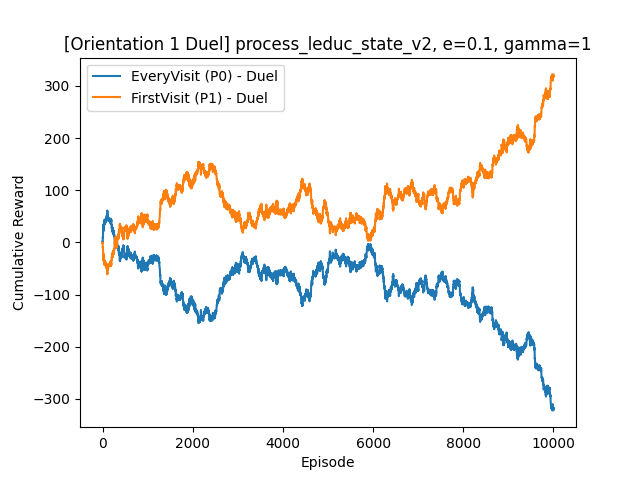 [Orientation 1 Duel] process_leduc_state_v2, e=0.1, gamma=1
EveryVisit (P0) - Duel
FirstVisit (P1) - Duel
Cumulative Reward
300
200
100
0
−100
−200
−300
0
2000
4000
6000
8000
10000
Episode